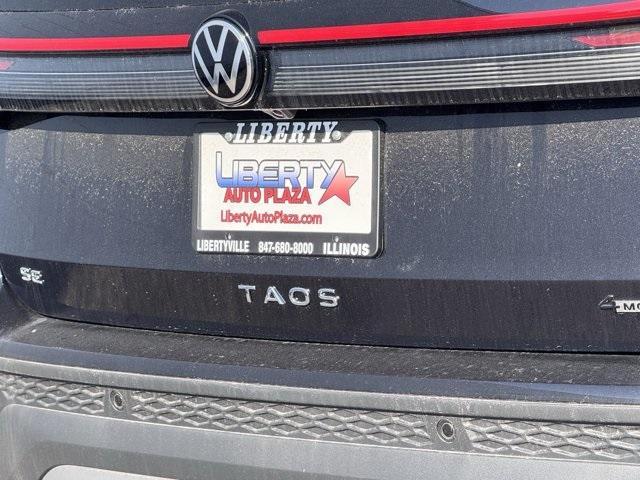 LIBERTY
LIBERTY
AUTO PLAZA
LibertyAutoPlaza.com
LIBERTYVILLE 847-680-8000 ILLINOIS
SE
TAOS